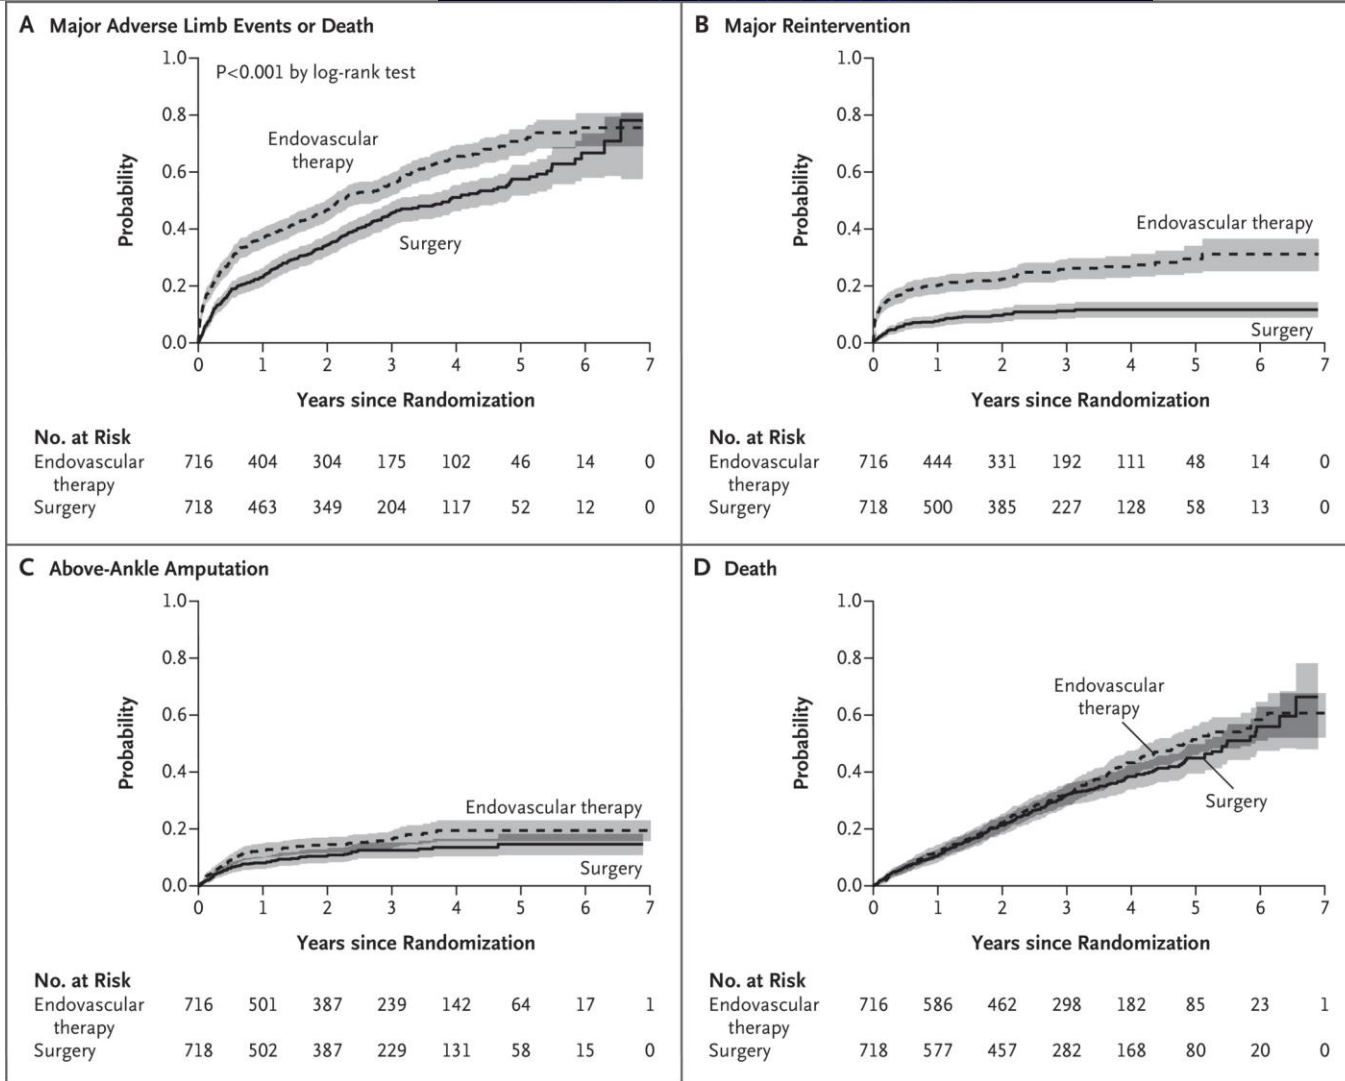 A Major Adverse Limb Events or Death
P<0.001 by log-rank test
Endovascular
therapy
Surgery
Probability
1.0
0.8
0.6
0.4
0.2
0.0
0 1 2 3 4 5 6 7
Years since Randomization
No. at Risk
Endovascular
therapy
716 404 304 175 102 46 14 0
Surgery 718 463 349 204 117 52 12 0
B Major Reintervention
Endovascular therapy
Surgery
Probability
1.0
0.8
0.6
0.4
0.2
0.0
0 1 2 3 4 5 6 7
Years since Randomization
No. at Risk
Endovascular
therapy
716 444 331 192 111 48 14 0
Surgery 718 500 385 227 128 58 13 0
C Above-Ankle Amputation
Endovascular therapy
Surgery
Probability
1.0
0.8
0.6
0.4
0.2
0.0
0 1 2 3 4 5 6 7
Years since Randomization
No. at Risk
Endovascular
therapy
716 501 387 239 142 64 17 1
Surgery 718 502 387 229 131 58 15 0
D Death
Endovascular
therapy
Surgery
Probability
1.0
0.8
0.6
0.4
0.2
0.0
0 1 2 3 4 5 6 7
Years since Randomization
No. at Risk
Endovascular
therapy
716 586 462 298 182 85 23 1
Surgery 718 577 457 282 168 80 20 0